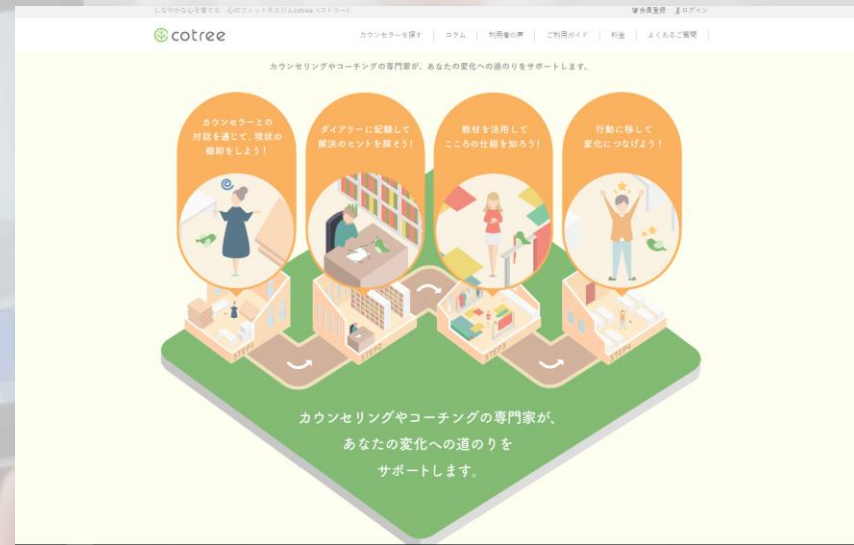 しなやかな心を育てる 心のフィットネスジムcotree(コトリー)
会員登録 ログイン
cotree
カウンセラーを探す | コラム | 利用者の声 | ご利用ガイド | 料金 | よくあるご質問 |
カウンセリングやコーチングの専門家が、あなたの変化への道のりをサポートします。
カウンセラーとの
対話を通じて、現状の
棚卸をしよう!
ダイアリーに記録して
解決のヒントを探そう!
教材を活用して
こころの仕組を知ろう!
行動に移して
変化につなげよう!
STEP1
STEP2
STEP3
STEP4
カウンセリングやコーチングの専門家が、
あなたの変化への道のりを
サポートします。